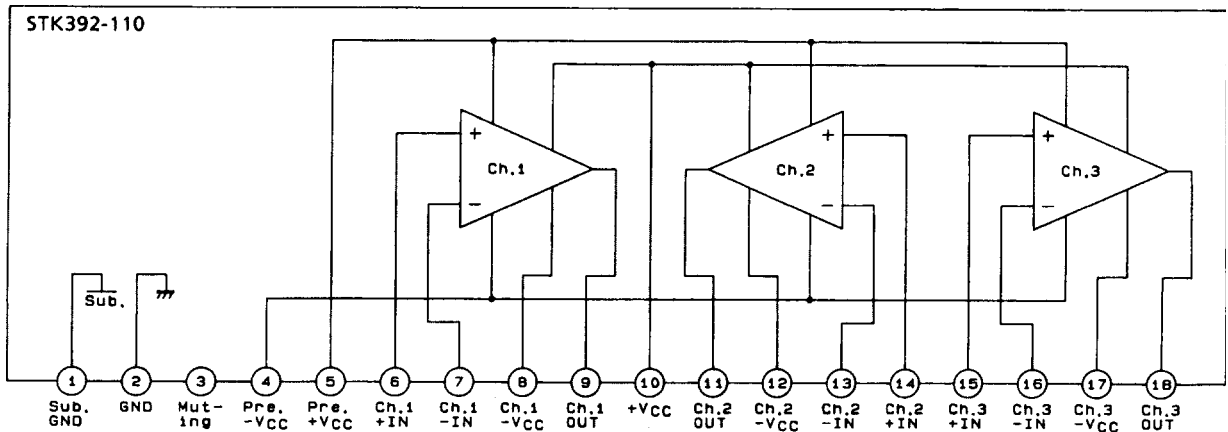 STK392-110
+
Ch.1
−
+
Ch.2
−
+
Ch.3
−
Sub.
1 2 3 4 5 6 7 8 9 10 11 12 13 14 15 16 17 18
Sub. GND Mut- Pre. Pre. Ch.1 Ch.1 Ch.1 Ch.1 +VCC Ch.2 Ch.2 Ch.2 Ch.2 Ch.3 Ch.3 Ch.3 Ch.3
GND ing -VCC +VCC +IN -IN -VCC OUT OUT -VCC -IN +IN +IN -IN -VCC OUT